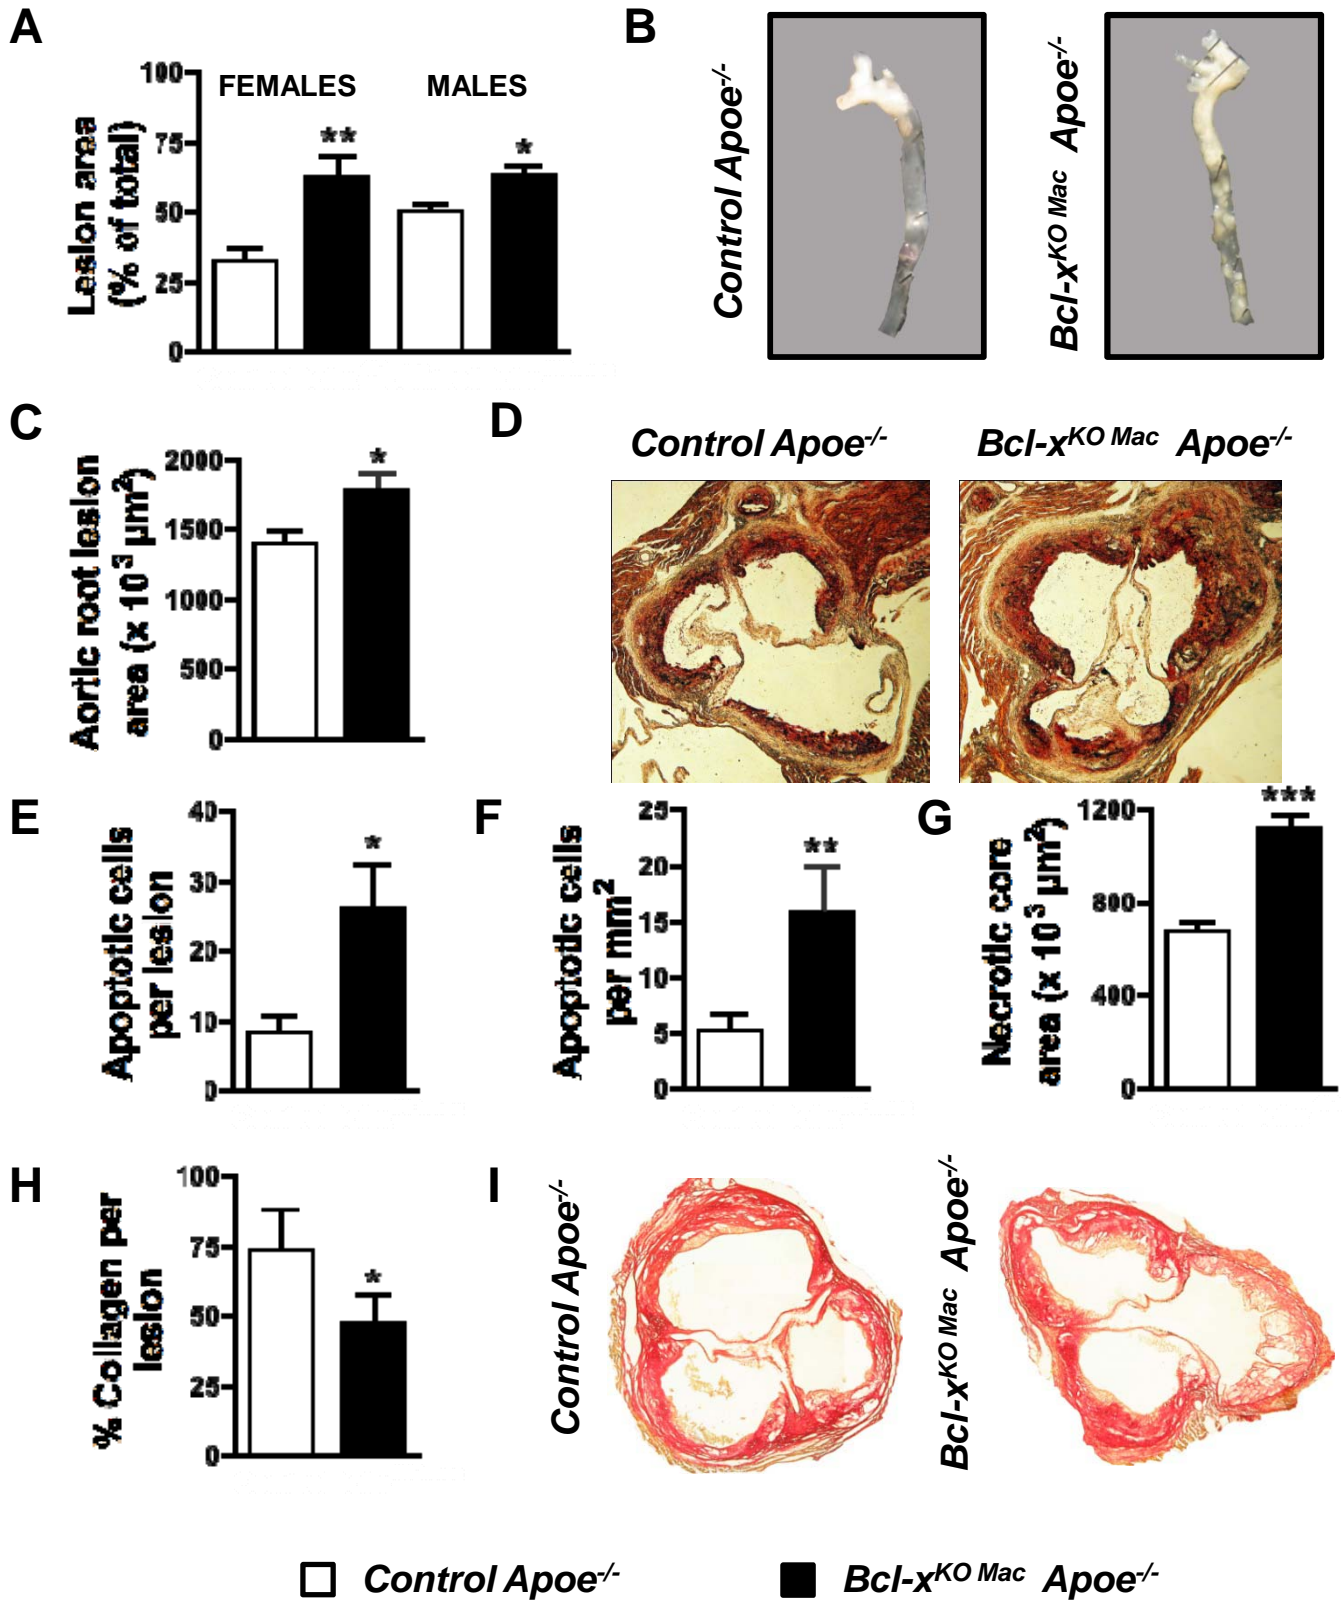 A
Lesion area
(% of total)
100
75
50
25
0
FEMALES
MALES
**
*
B
Control Apoe-/-
Bcl-xKO Mac Apoe-/-
C
Aortic root lesion
area (x 10³ µm²)
2000
1500
1000
500
0
*
D
Control Apoe-/-
Bcl-xKO Mac Apoe-/-
E
Apoptotic cells
per lesion
40
30
20
10
0
*
F
Apoptotic cells
per mm²
25
20
15
10
5
0
**
G
Necrotic core
area (x 10³ µm²)
1200
800
400
0
***
H
% Collagen per
lesion
100
75
50
25
0
*
I
Control Apoe-/-
Bcl-xKO Mac Apoe-/-
Control Apoe-/-
Bcl-xKO Mac Apoe-/-